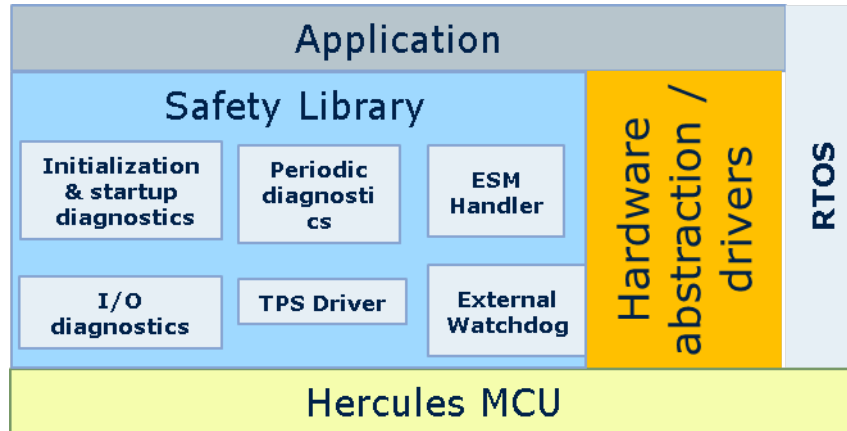 Application
Safety Library
Initialization
& startup
diagnostics
Periodic
diagnosti
cs
ESM
Handler
I/O
diagnostics
TPS Driver
External
Watchdog
Hardware
abstraction /
drivers
RTOS
Hercules MCU